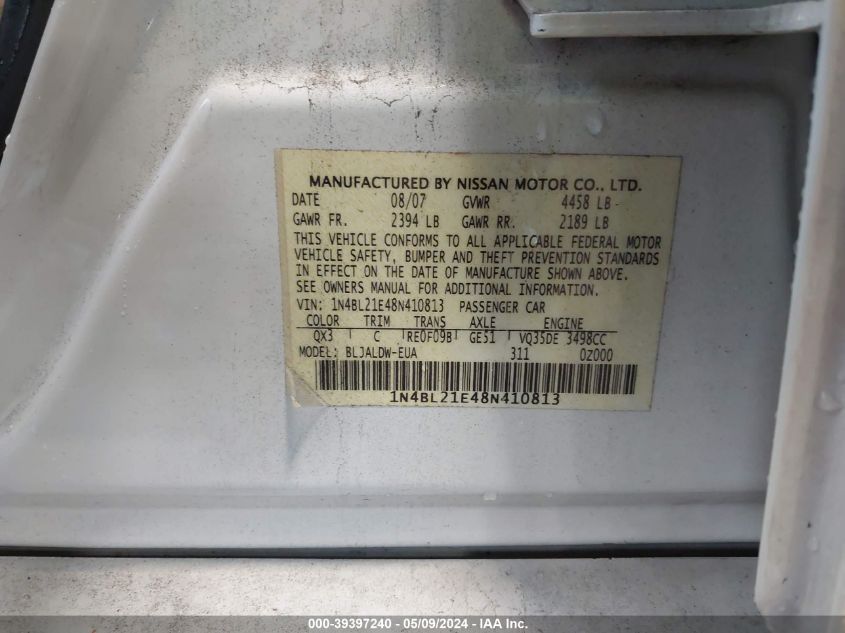 MANUFACTURED BY NISSAN MOTOR CO., LTD.
DATE 08/07 GVWR 4458 LB
GAWR FR. 2394 LB GAWR RR. 2189 LB
THIS VEHICLE CONFORMS TO ALL APPLICABLE FEDERAL MOTOR
VEHICLE SAFETY, BUMPER AND THEFT PREVENTION STANDARDS
IN EFFECT ON THE DATE OF MANUFACTURE SHOWN ABOVE.
SEE OWNERS MANUAL FOR ADDITIONAL INFORMATION.
VIN: 1N4BL21E48N410813 PASSENGER CAR
COLOR TRIM TRANS AXLE ENGINE
QX3 C RE0F09B GE51 VQ35DE 3498CC
MODEL: BLJALDW-EUA 311 0Z000
1N4BL21E48N410813
000-39397240 - 05/09/2024 - COPYRIGHT © IAA, INC.